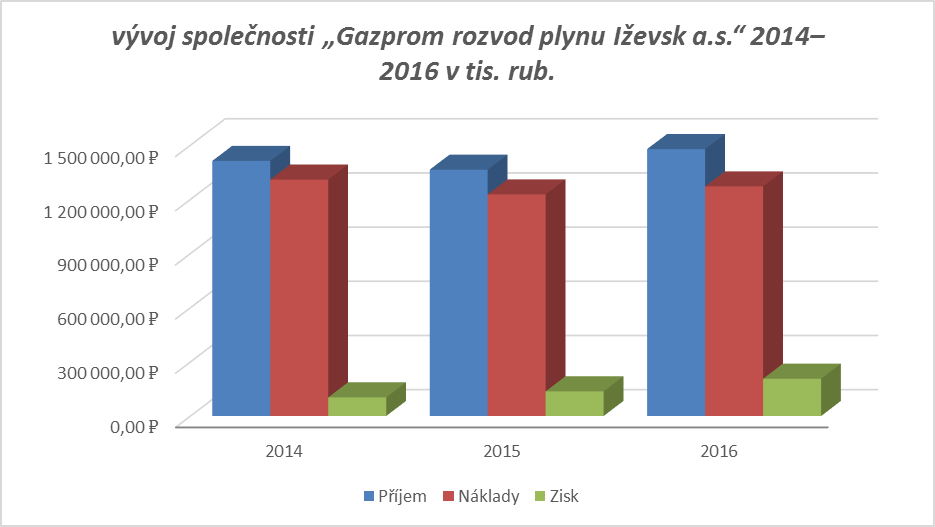 vývoj společnosti „Gazprom rozvod plynu Iževsk a.s.“ 2014–
2016 v tis. rub.
1 500 000,00 ₽
1 200 000,00 ₽
900 000,00 ₽
600 000,00 ₽
300 000,00 ₽
0,00 ₽
2014 2015 2016
Příjem Náklady Zisk